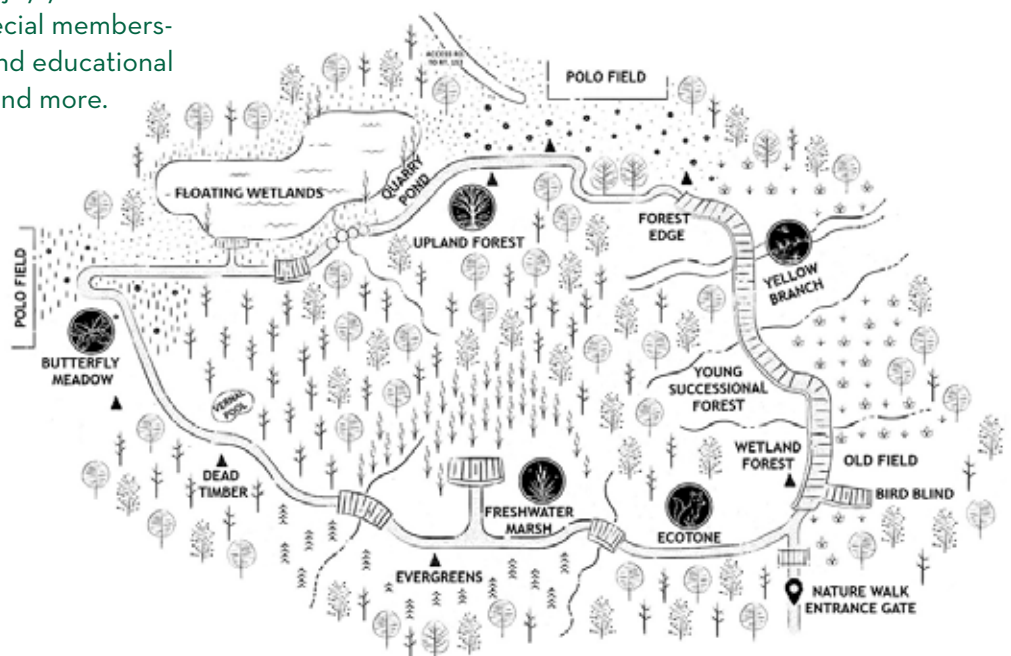 ecial members-
nd educational
nd more.
ACCESS RD.
POLO FIELD
FLOATING WETLANDS
QUARRY
POND
UPLAND FOREST
FOREST
EDGE
YELLOW
BRANCH
POLO FIELD
BUTTERFLY
MEADOW
VERNAL
POOL
YOUNG
SUCCESSIONAL
FOREST
WETLAND
FOREST
OLD FIELD
DEAD
TIMBER
BIRD BLIND
FRESHWATER
MARSH
ECOTONE
EVERGREENS
NATURE WALK
ENTRANCE GATE